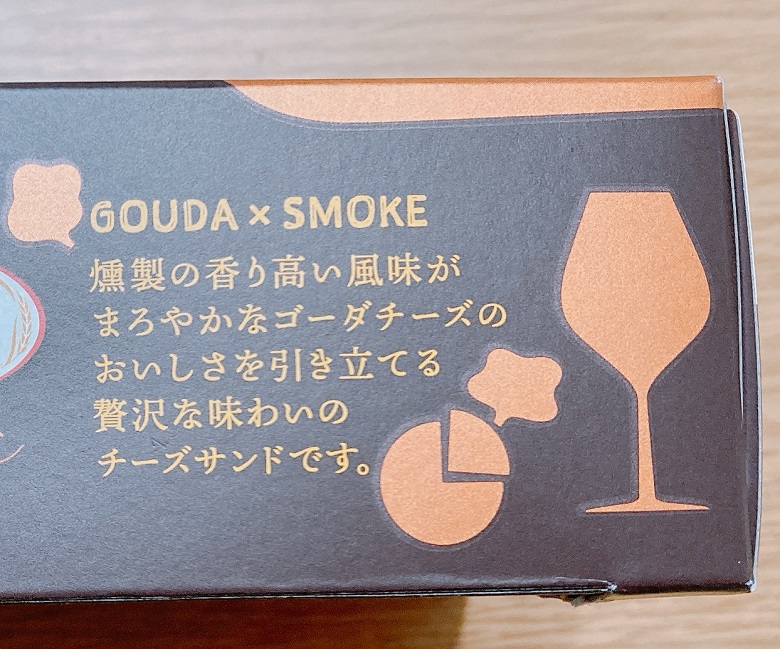 GOUDA × SMOKE
燻製の香り高い風味が
まろやかなゴーダチーズの
おいしさを引き立てる
贅沢な味わいの
チーズサンドです。